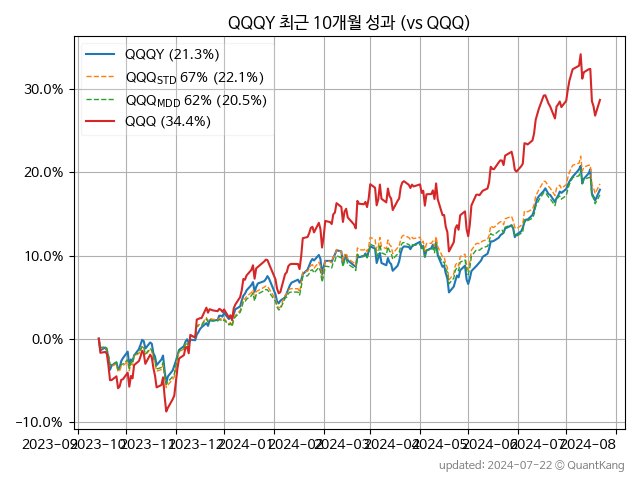 QQQY 최근 10개월 성과 (vs QQQ)
QQQY (21.3%)
QQQSTD 67% (22.1%)
QQQMDD 62% (20.5%)
QQQ (34.4%)
30.0%
20.0%
10.0%
0.0%
−10.0%
2023-09 2023-10 2023-11 2023-12 2024-01 2024-02 2024-03 2024-04 2024-05 2024-06 2024-07 2024-08
updated: 2024-07-22 © QuantKang